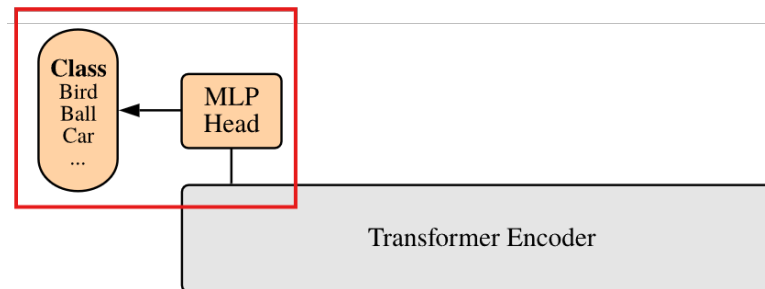 Class
Bird
Ball
Car
...
MLP
Head
Transformer Encoder